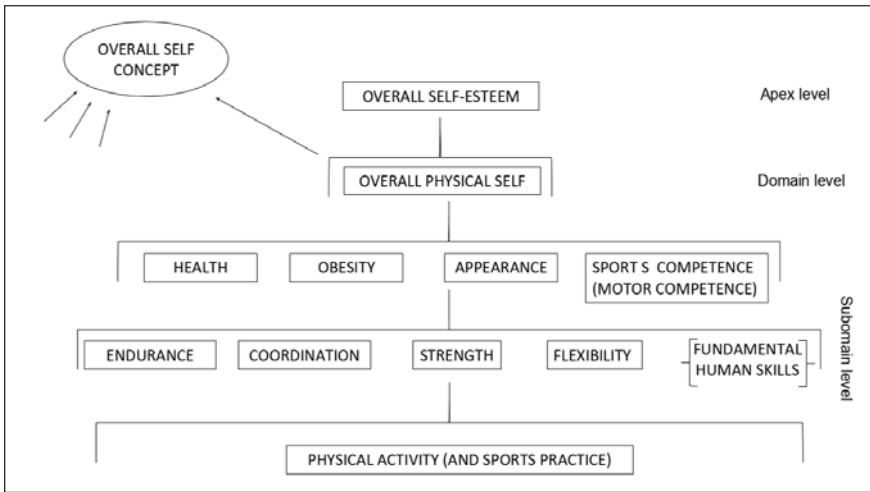 OVERALL SELF
CONCEPT
OVERALL SELF-ESTEEM
Apex level
OVERALL PHYSICAL SELF
Domain level
HEALTH
OBESITY
APPEARANCE
SPORT S COMPETENCE
(MOTOR COMPETENCE)
Subomain level
ENDURANCE
COORDINATION
STRENGTH
FLEXIBILITY
FUNDAMENTAL
HUMAN SKILLS
PHYSICAL ACTIVITY (AND SPORTS PRACTICE)